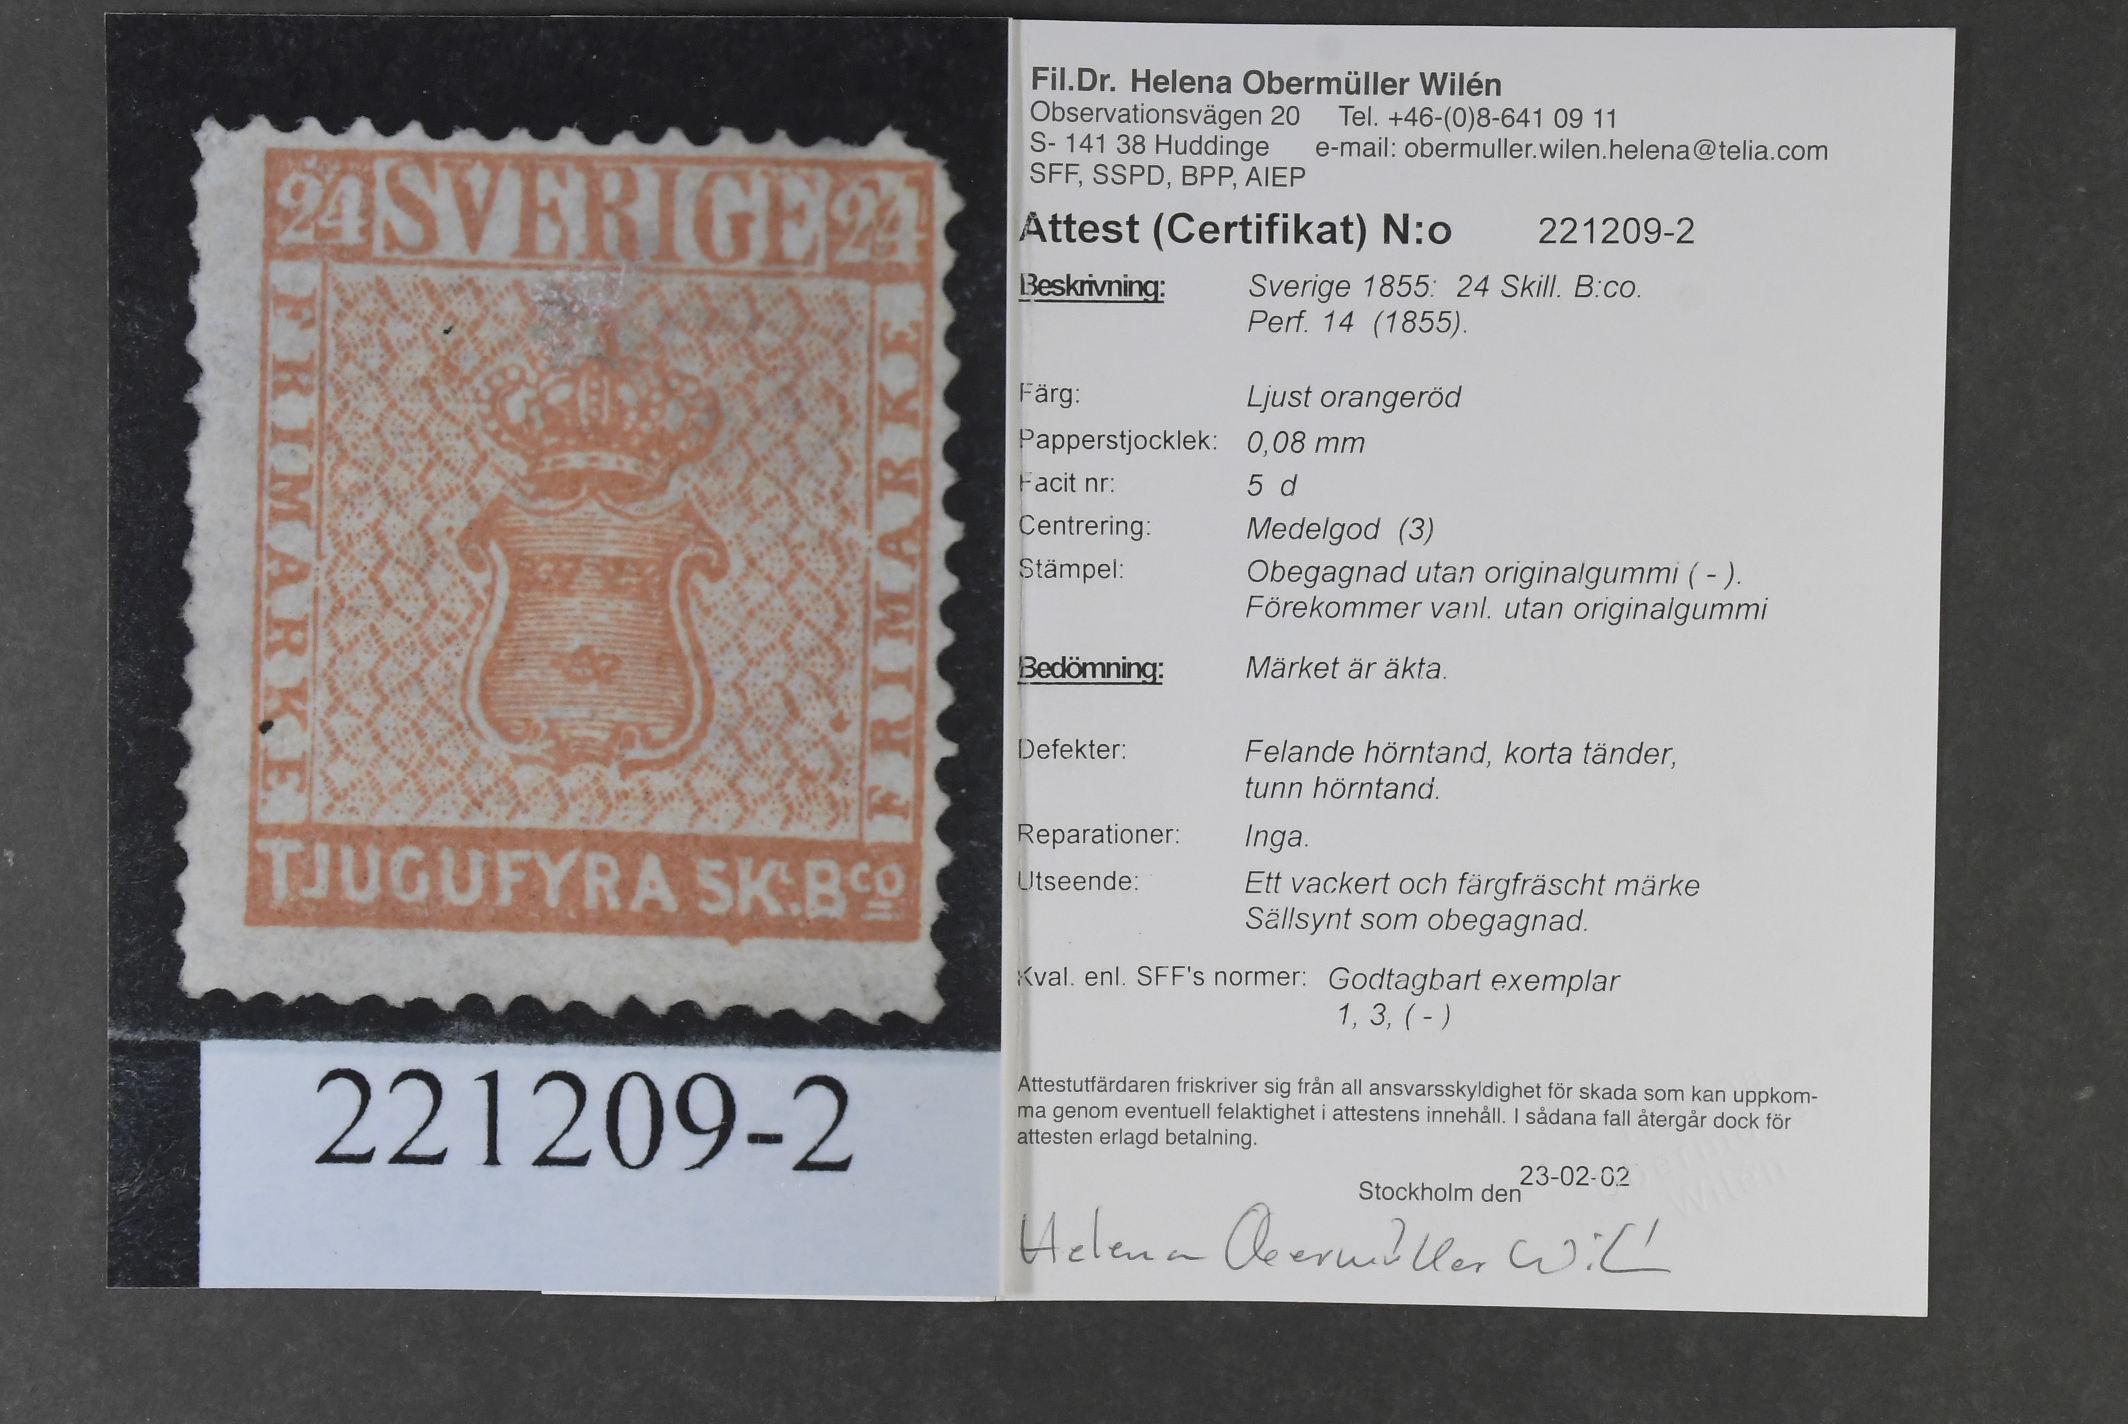 24 SVERIGE 24
FRIMARKE
FRIMARKE
TJUGUFYRA SK. Bco
221209-2
Fil.Dr. Helena Obermüller Wilén
Observationsvägen 20 Tel. +46-(0)8-641 09 11
S- 141 38 Huddinge e-mail: obermuller.wilen.helena@telia.com
SFF, SSPD, BPP, AIEP
Attest (Certifikat) N:o 221209-2
Beskrivning: Sverige 1855: 24 Skill. B:co.
Perf. 14 (1855).
Färg: Ljust orangeröd
Papperstjocklek: 0,08 mm
Facit nr: 5 d
Centrering: Medelgod (3)
Stämpel: Obegagnad utan originalgummi ( - ).
Förekommer vanl. utan originalgummi
Bedömning: Märket är äkta.
Defekter: Felande hörntand, korta tänder,
tunn hörntand.
Reparationer: Inga.
Utseende: Ett vackert och färgfräscht märke
Sällsynt som obegagnad.
Kval. enl. SFF's normer: Godtagbart exemplar
1, 3, ( - )
Attestutfärdaren friskriver sig från all ansvarsskyldighet för skada som kan uppkom-
ma genom eventuell felaktighet i attestens innehåll. I sådana fall återgår dock för
attesten erlagd betalning.
Stockholm den 23-02-02
Helena Obermüller Wil